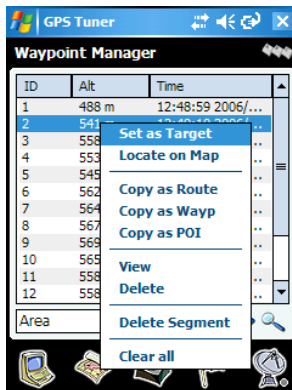 GPS Tuner
Waypoint Manager
ID Alt Time
1 488 m 12:48:59 2006/...
2 541
3 558
4 553
5 545
6 562
7 564
8 567
9 569
10 565
11 558
12 558
Set as Target
Locate on Map
Copy as Route
Copy as Wayp
Copy as POI
View
Delete
Delete Segment
Clear all
Area